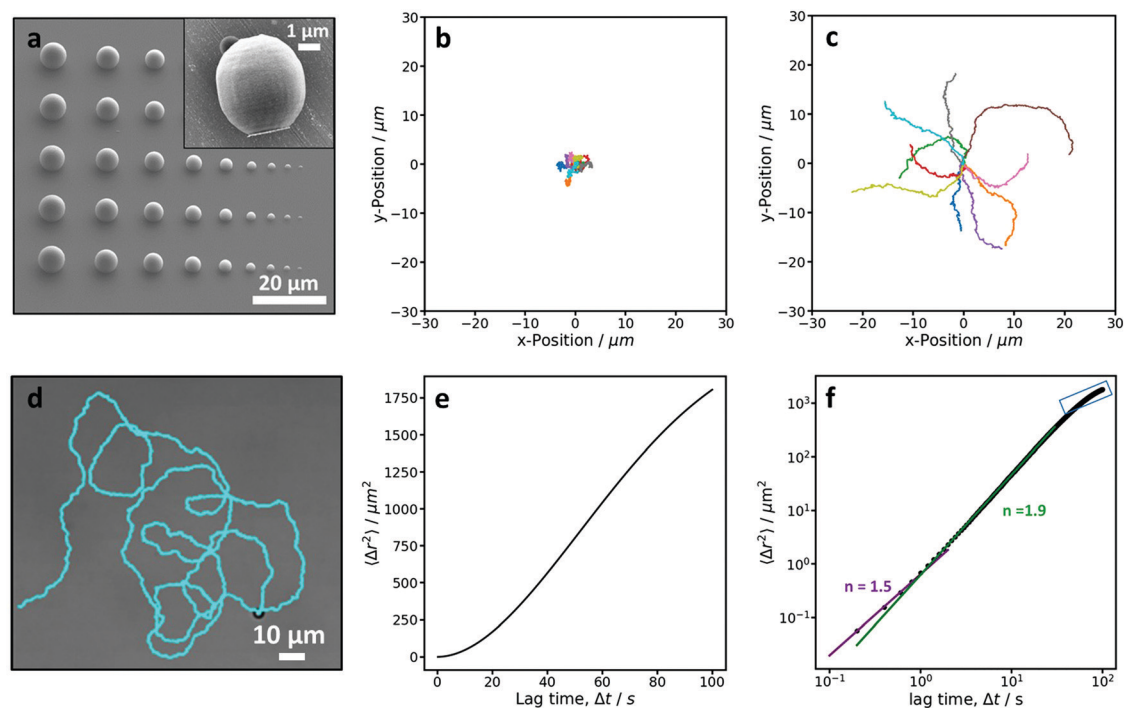 a
1 μm
20 μm
b
30
20
10
0
−10
−20
−30
−30
−20
−10
0
10
20
30
y-Position / μm
x-Position / μm
c
30
20
10
0
−10
−20
−30
−30
−20
−10
0
10
20
30
y-Position / μm
x-Position / μm
d
10 μm
e
1750
1500
1250
1000
750
500
250
0
0
20
40
60
80
100
⟨Δr²⟩ / μm²
Lag time, Δt / s
f
10³
10²
10¹
10⁰
10⁻¹
10⁻¹
10⁰
10¹
10²
⟨Δr²⟩ / μm²
n =1.9
n = 1.5
lag time, Δt / s